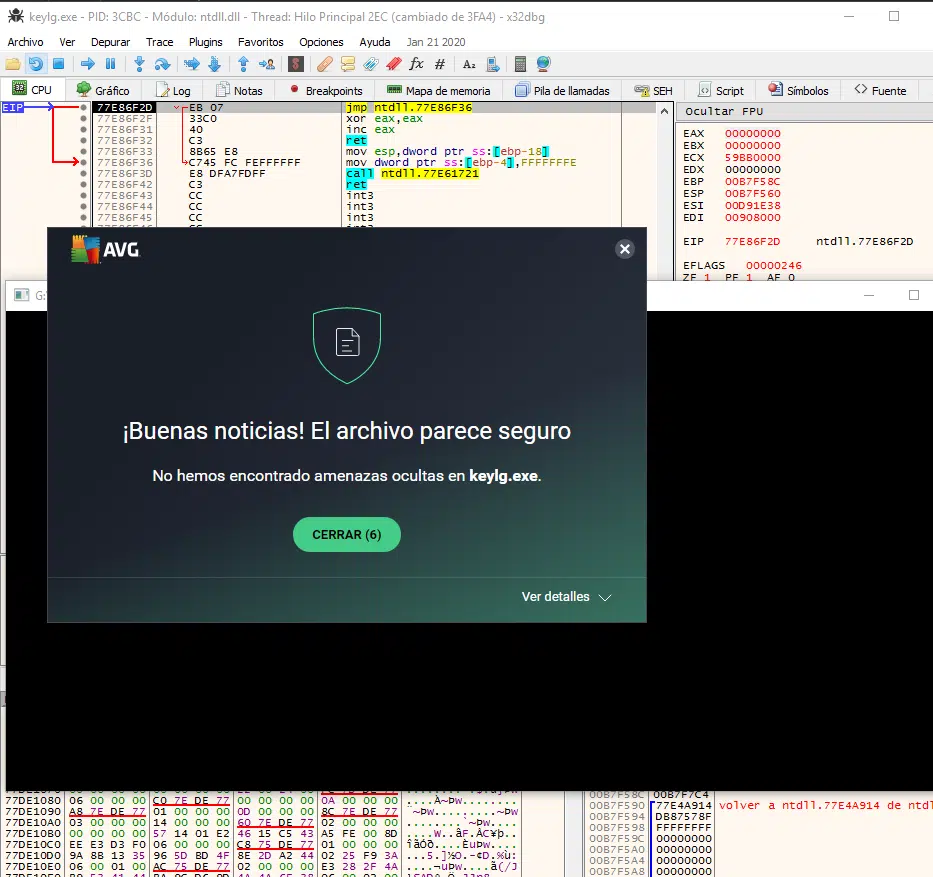 keylg.exe - PID: 3CBC - Módulo: ntdll.dll - Thread: Hilo Principal 2EC (cambiado de 3FA4) - x32dbg
Archivo Ver Depurar Trace Plugins Favoritos Opciones Ayuda Jan 21 2020
CPU Gráfico Log Notas Breakpoints Mapa de memoria Pila de llamadas SEH Script Símbolos Fuente
EIP 77E86F2D EB 07 jmp ntdll.77E86F36
77E86F2F 33C0 xor eax,eax
77E86F31 40 inc eax
77E86F32 C3 ret
77E86F33 8B65 E8 mov esp,dword ptr ss:[ebp-18]
77E86F36 C745 FC FEFFFFFF mov dword ptr ss:[ebp-4],FFFFFFFE
77E86F3D E8 DFA7FDFF call ntdll.77E61721
77E86F42 C3 ret
77E86F43 CC int3
77E86F44 CC int3
77E86F45 CC int3
Ocultar FPU
EAX 00000000
EBX 00000000
ECX 59BB0000
EDX 00000000
EBP 00B7F58C
ESP 00B7F560
ESI 00D91E38
EDI 00908000
EIP 77E86F2D ntdll.77E86F2D
EFLAGS 00000246
ZF 1 PF 1 AF 0
G:
AVG
¡Buenas noticias! El archivo parece seguro
No hemos encontrado amenazas ocultas en keylg.exe.
CERRAR (6)
Ver detalles
77DE1080 06 00 00 00 C0 7E DE 77 00 00 00 00 0A 00 00 00 ....À~Þw........
77DE1090 A8 7E DE 77 01 00 00 00 0D 00 00 00 8C 7E DE 77
77DE10A0 03 00 00 00 14 00 00 00 60 7E DE 77 02 00 00 00
77DE10B0 00 00 00 00 57 14 01 E2 46 15 C5 43 A5 FE 00 8D
77DE10C0 EE E3 D3 F0 06 00 00 00 C8 75 DE 77 01 00 00 00
77DE10D0 9A 8B 13 35 96 5D BD 4F 8E 2D A2 44 02 25 F9 3A
77DE10E0 06 00 01 00 AC 75 DE 77 02 00 00 00 E3 28 2F 4A
00B7F58C 00B7F7C4
00B7F590 77E4A914 volver a ntdll.77E4A914 de ntdl
00B7F594 DB87578F
00B7F598 FFFFFFFF
00B7F59C 00000000
00B7F5A0 00000000
00B7F5A4 00000000
00B7F5A8 00000000